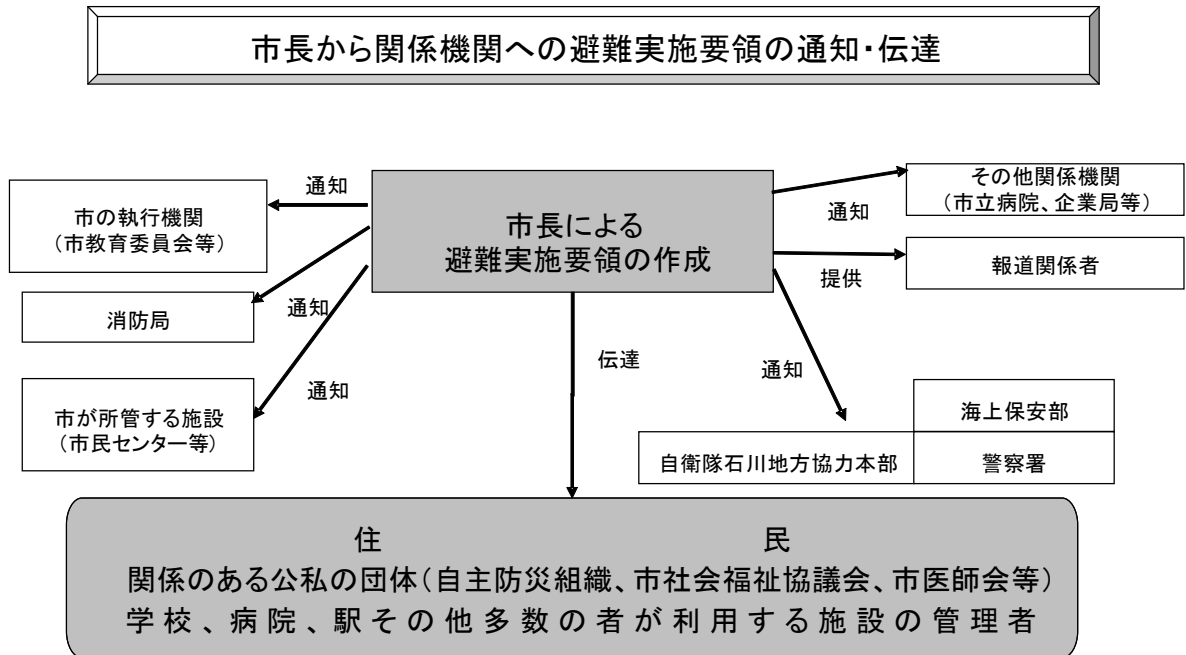 市長から関係機関への避難実施要領の通知・伝達
市長による
避難実施要領の作成
通知
市の執行機関
(市教育委員会等)
通知
消防局
通知
市が所管する施設
(市民センター等)
その他関係機関
(市立病院、企業局等)
通知
報道関係者
提供
伝達
通知
海上保安部
自衛隊石川地方協力本部
警察署
住民
関係のある公私の団体(自主防災組織、市社会福祉協議会、市医師会等)
学校、病院、駅その他多数の者が利用する施設の管理者